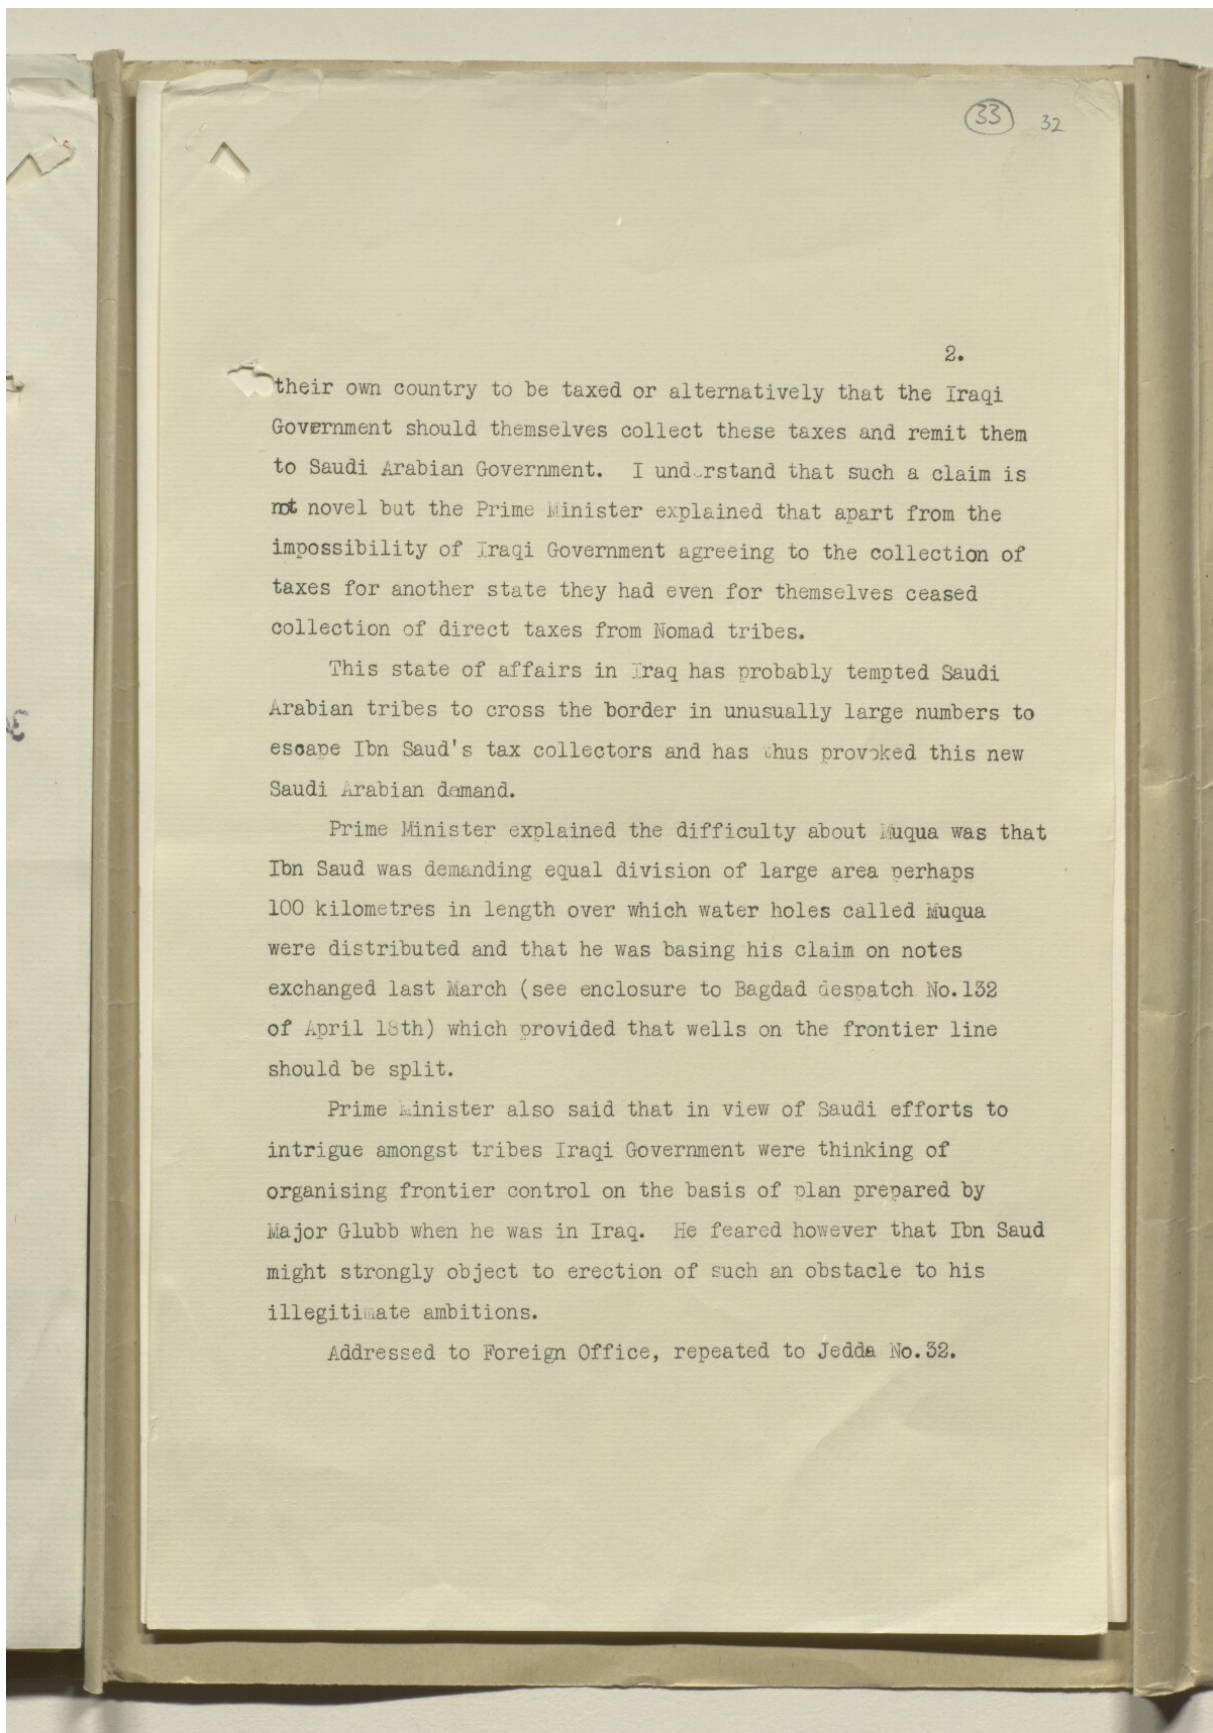 33 32
2.
their own country to be taxed or alternatively that the Iraqi
Government should themselves collect these taxes and remit them
to Saudi Arabian Government. I understand that such a claim is
not novel but the Prime Minister explained that apart from the
impossibility of Iraqi Government agreeing to the collection of
taxes for another state they had even for themselves ceased
collection of direct taxes from Nomad tribes.
This state of affairs in Iraq has probably tempted Saudi
Arabian tribes to cross the border in unusually large numbers to
escape Ibn Saud's tax collectors and has thus provoked this new
Saudi Arabian demand.
Prime Minister explained the difficulty about Muqua was that
Ibn Saud was demanding equal division of large area perhaps
100 kilometres in length over which water holes called Muqua
were distributed and that he was basing his claim on notes
exchanged last March (see enclosure to Bagdad despatch No.132
of April 18th) which provided that wells on the frontier line
should be split.
Prime Minister also said that in view of Saudi efforts to
intrigue amongst tribes Iraqi Government were thinking of
organising frontier control on the basis of plan prepared by
Major Glubb when he was in Iraq. He feared however that Ibn Saud
might strongly object to erection of such an obstacle to his
illegitimate ambitions.
Addressed to Foreign Office, repeated to Jedda No.32.